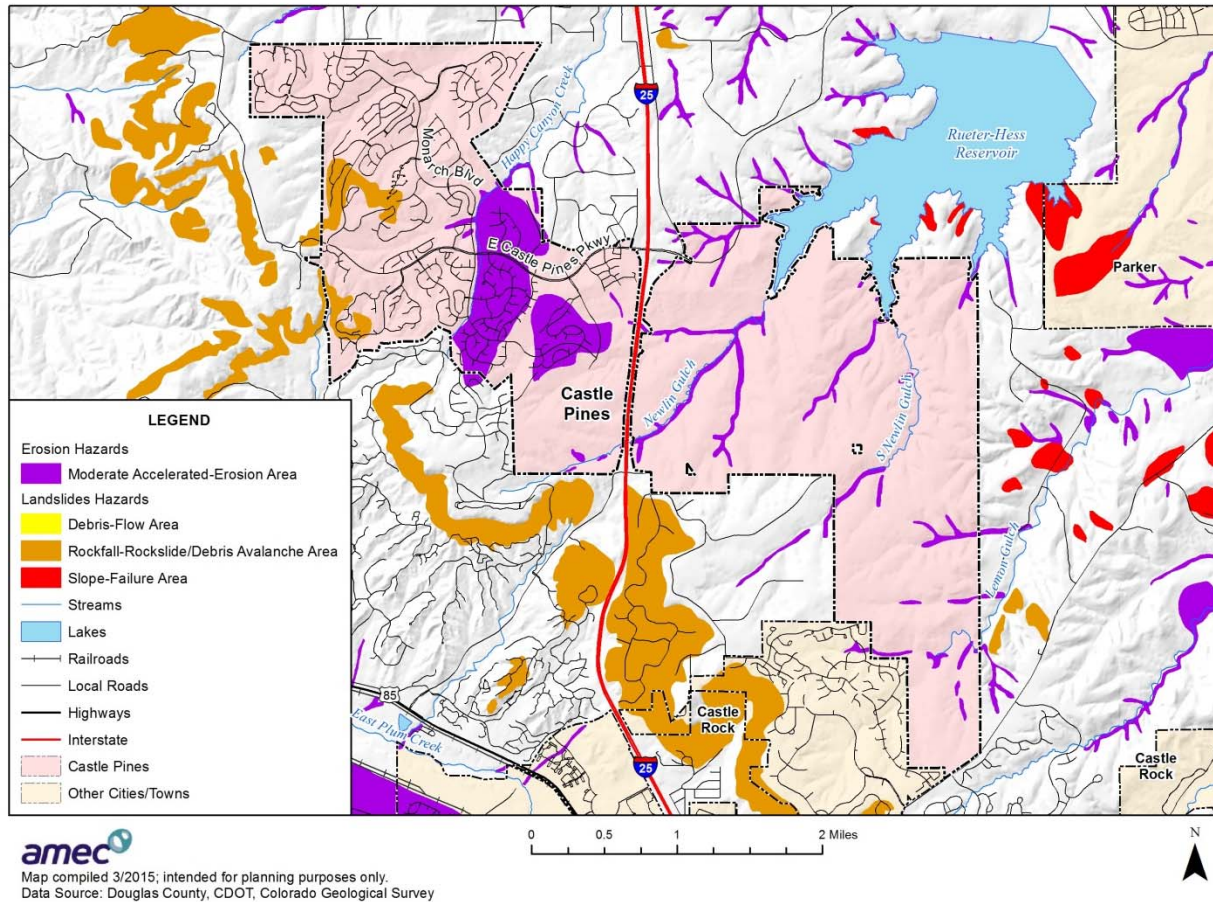 25
Happy Canyon Creek
Monarch Blvd
Rueter-Hess
Reservoir
E Castle Pines Pkwy
Parker
Castle
Pines
Newlin Gulch
S Newlin Gulch
Lemon Gulch
85
East Plum Creek
Castle
Rock
25
Castle
Rock
LEGEND
Erosion Hazards
Moderate Accelerated-Erosion Area
Landslides Hazards
Debris-Flow Area
Rockfall-Rockslide/Debris Avalanche Area
Slope-Failure Area
Streams
Lakes
Railroads
Local Roads
Highways
Interstate
Castle Pines
Other Cities/Towns
amec
Map compiled 3/2015; intended for planning purposes only.
Data Source: Douglas County, CDOT, Colorado Geological Survey
0 0.5 1 2 Miles
N